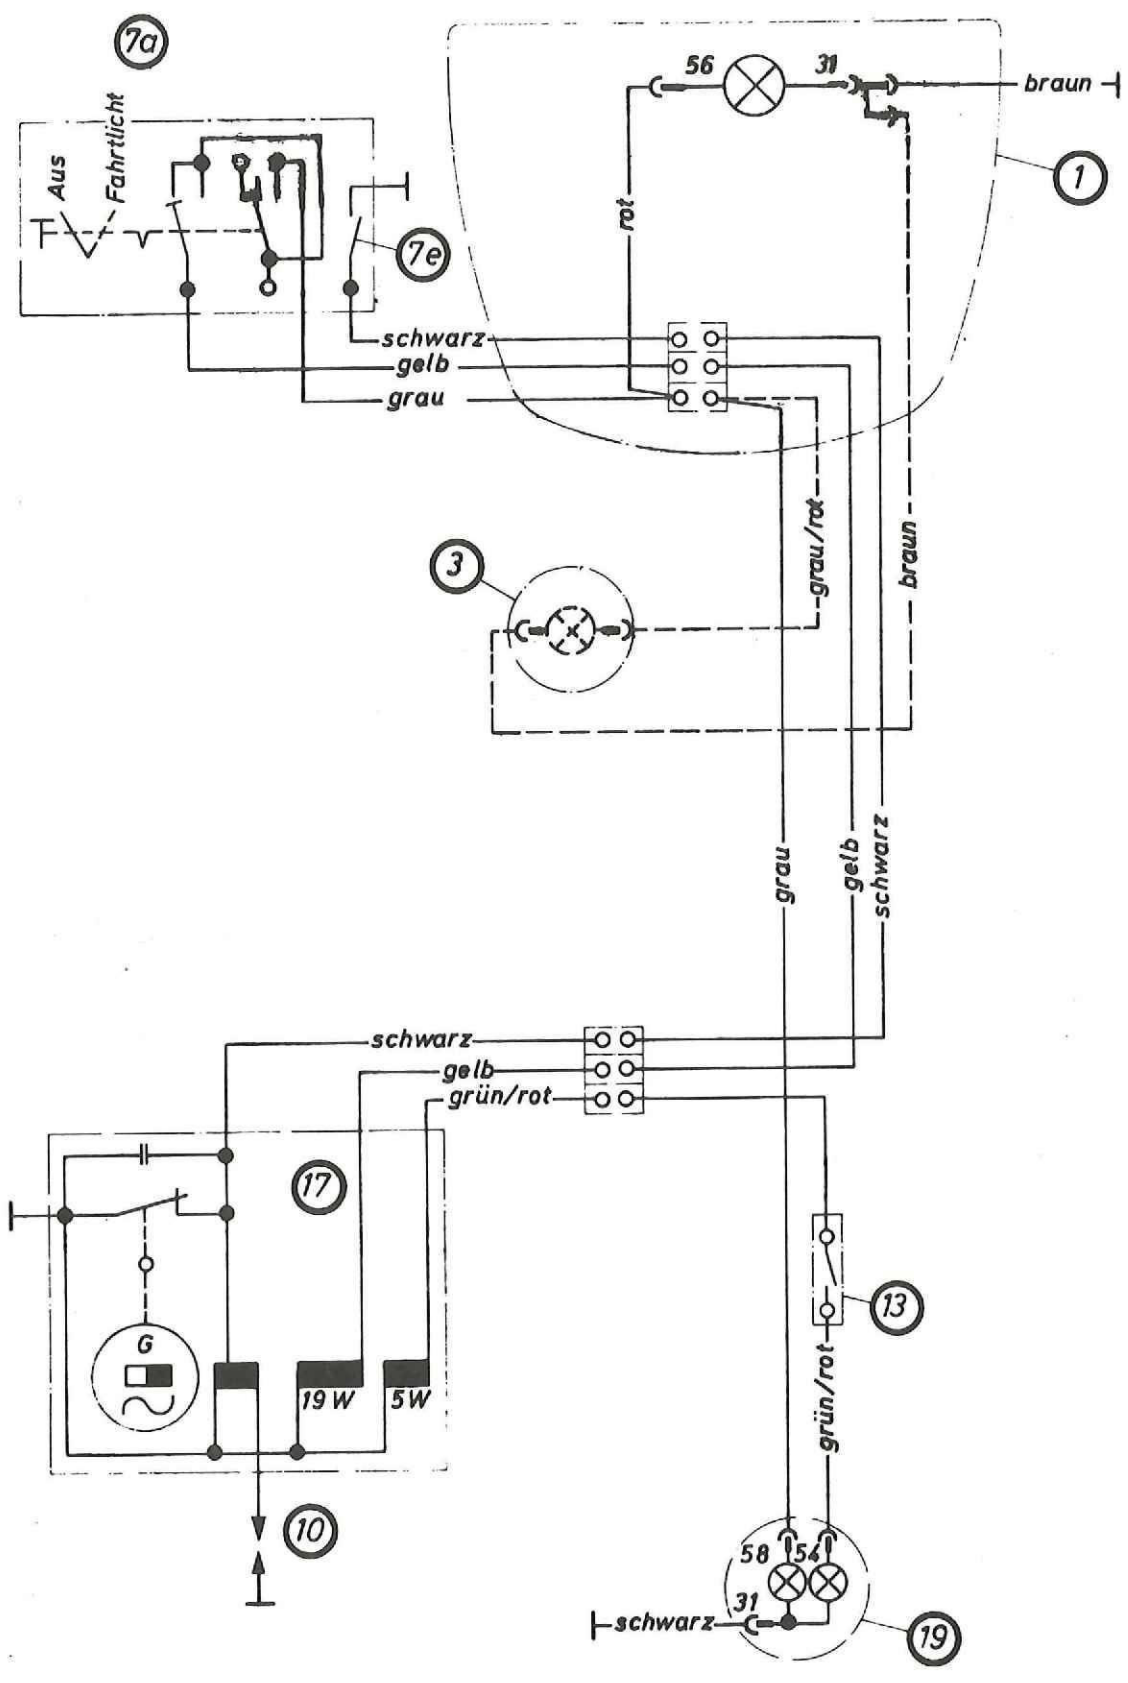 7a
56
31
braun
Aus
Fahrtlicht
1
rot
7e
schwarz
gelb
grau
grau/rot
braun
3
grau
gelb
schwarz
schwarz
gelb
grün/rot
17
13
G
19 W
5 W
grün/rot
10
58
54
31
schwarz
19